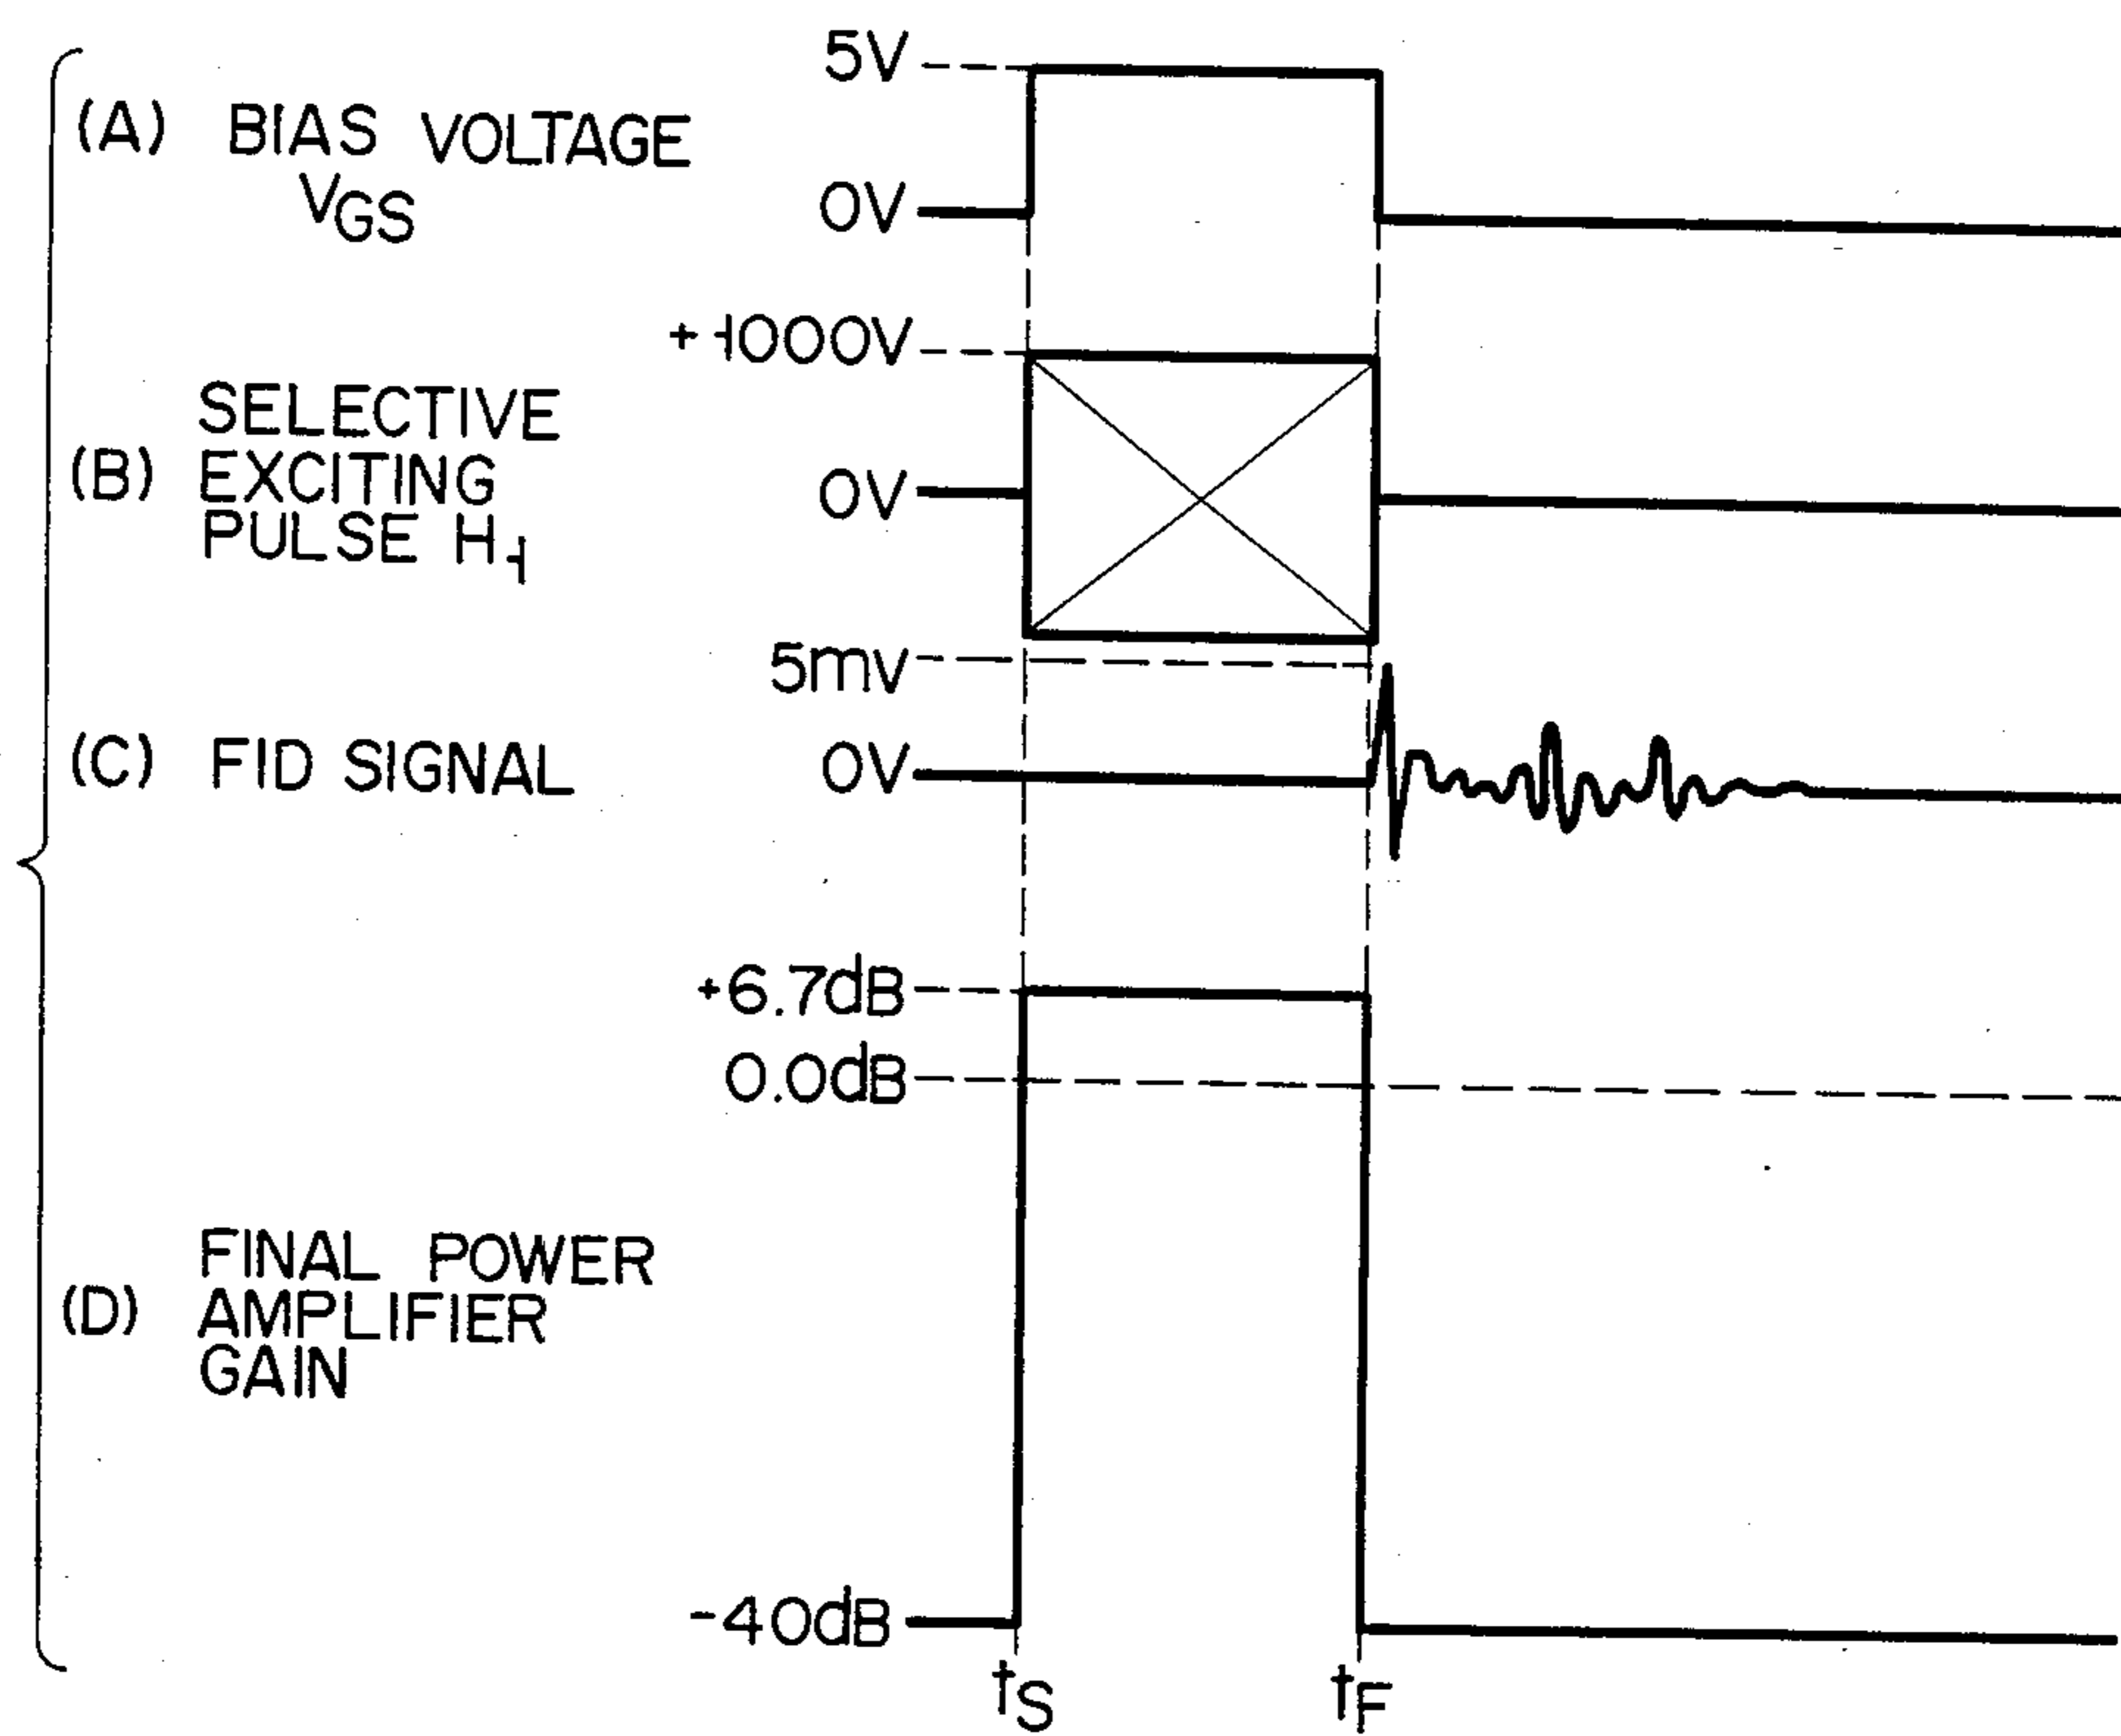 (A) BIAS VOLTAGE
VGS
5V
0V
(B) SELECTIVE
EXCITING
PULSE H1
+1000V
0V
(C) FID SIGNAL
5mV
0V
(D) FINAL POWER
AMPLIFIER
GAIN
+6.7dB
0.0dB
-40dB
tS
tF